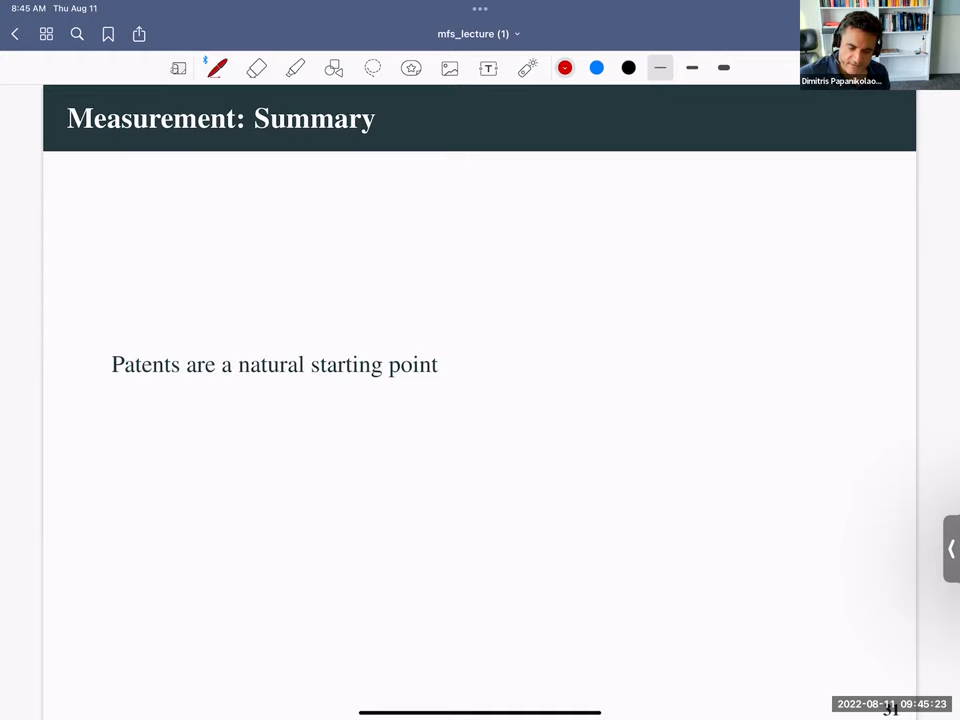 8:45 AM Thu Aug 11
mfs_lecture (1)
T
Dimitris Papanikolao...
Measurement: Summary
Patents are a natural starting point
2022-08-11 09:45:23
31